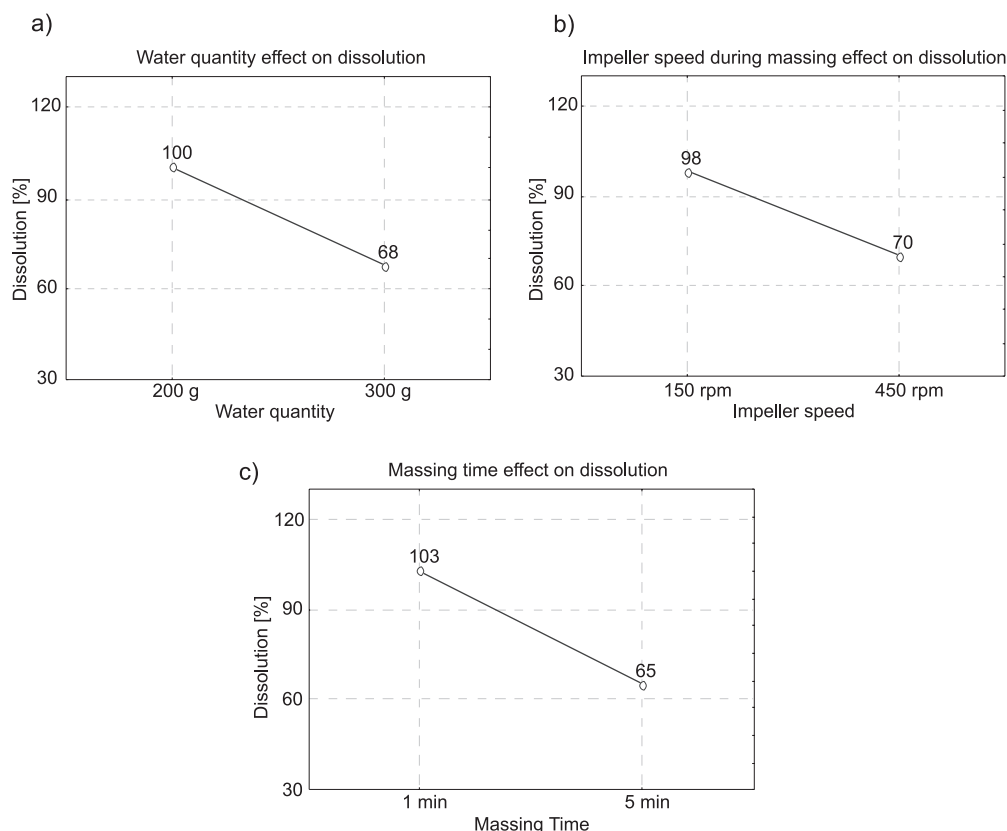 a)
Water quantity effect on dissolution
120
100
90
68
60
30
Dissolution [%]
200 g
300 g
Water quantity
b)
Impeller speed during massing effect on dissolution
120
98
90
70
60
30
Dissolution [%]
150 rpm
450 rpm
Impeller speed
c)
Massing time effect on dissolution
120
103
90
65
60
30
Dissolution [%]
1 min
5 min
Massing Time